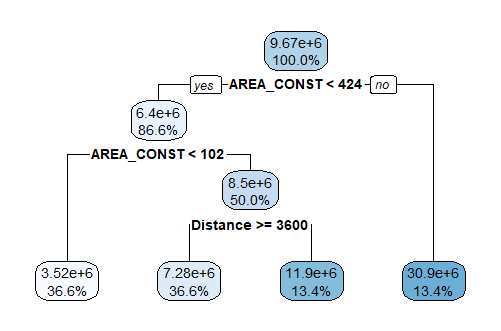 9.67e+6
100.0%
yes
AREA_CONST < 424
no
6.4e+6
86.6%
AREA_CONST < 102
8.5e+6
50.0%
Distance >= 3600
3.52e+6
36.6%
7.28e+6
36.6%
11.9e+6
13.4%
30.9e+6
13.4%